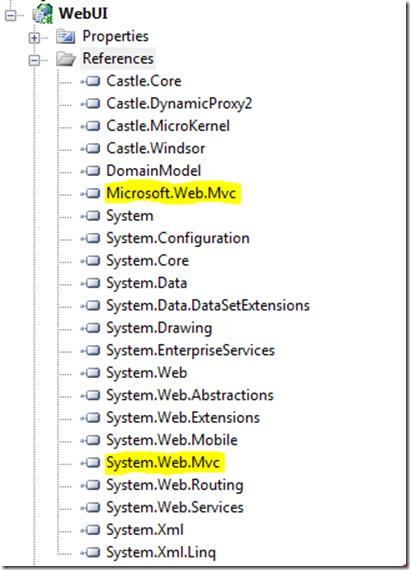 WebUI
Properties
References
Castle.Core
Castle.DynamicProxy2
Castle.MicroKernel
Castle.Windsor
DomainModel
Microsoft.Web.Mvc
System
System.Configuration
System.Core
System.Data
System.Data.DataSetExtensions
System.Drawing
System.EnterpriseServices
System.Web
System.Web.Abstractions
System.Web.Extensions
System.Web.Mobile
System.Web.Mvc
System.Web.Routing
System.Web.Services
System.Xml
System.Xml.Linq